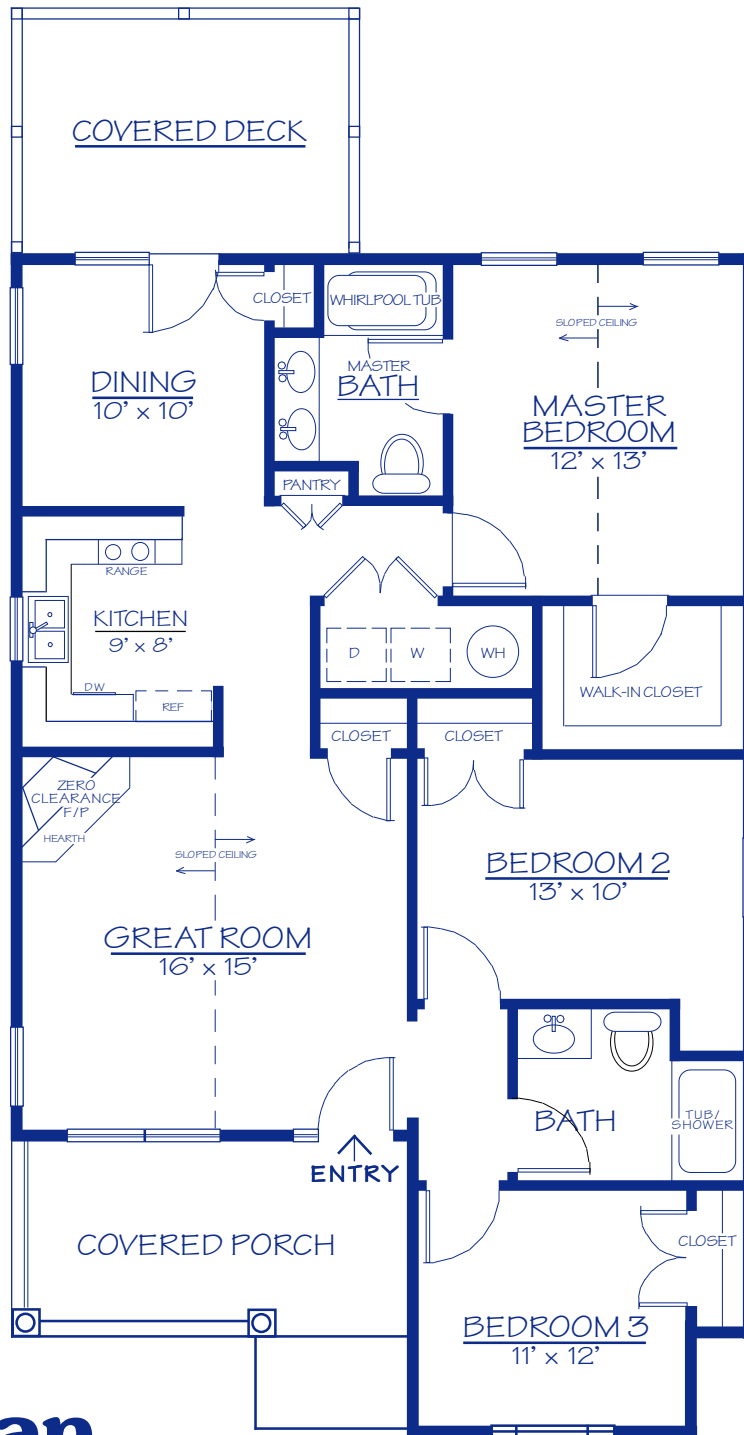 COVERED DECK
CLOSET
WHIRLPOOL TUB
SLOPED CEILING
DINING
10' x 10'
MASTER
BATH
MASTER
BEDROOM
12' x 13'
PANTRY
RANGE
KITCHEN
9' x 8'
D
W
WH
DW
REF
WALK-IN CLOSET
CLOSET
CLOSET
ZERO
CLEARANCE
F/P
HEARTH
SLOPED CEILING
BEDROOM 2
13' x 10'
GREAT ROOM
16' x 15'
BATH
TUB/
SHOWER
ENTRY
COVERED PORCH
CLOSET
BEDROOM 3
11' x 12'